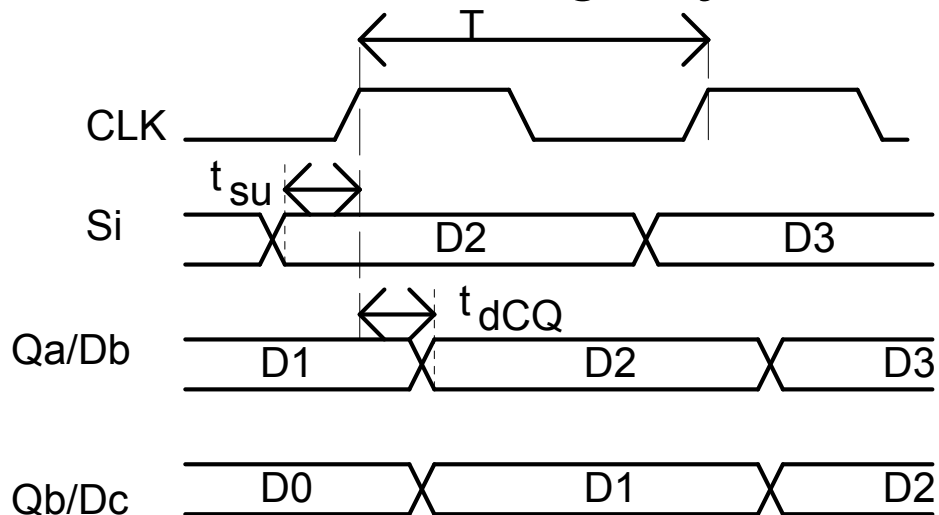 T
CLK
t su
Si
D2
D3
t dCQ
Qa/Db
D1
D2
D3
Qb/Dc
D0
D1
D2